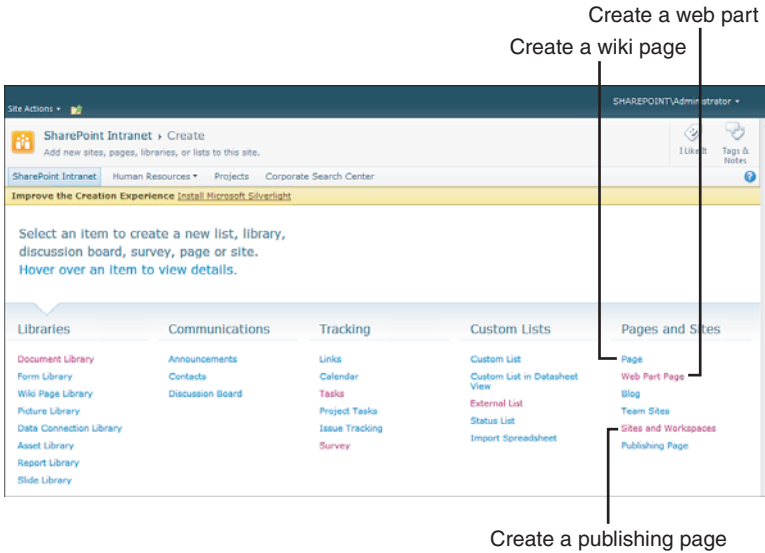 Create a web part
Create a wiki page
Site Actions
SHAREPOINT\Administrator
SharePoint Intranet › Create
Add new sites, pages, libraries, or lists to this site.
I Like It
Tags &
Notes
SharePoint Intranet Human Resources Projects Corporate Search Center
Improve the Creation Experience Install Microsoft Silverlight
Select an item to create a new list, library,
discussion board, survey, page or site.
Hover over an item to view details.
Libraries
Document Library
Form Library
Wiki Page Library
Picture Library
Data Connection Library
Asset Library
Report Library
Slide Library
Communications
Announcements
Contacts
Discussion Board
Tracking
Links
Calendar
Tasks
Project Tasks
Issue Tracking
Survey
Custom Lists
Custom List
Custom List in Datasheet
View
External List
Status List
Import Spreadsheet
Pages and Sites
Page
Web Part Page
Blog
Team Sites
Sites and Workspaces
Publishing Page
Create a publishing page